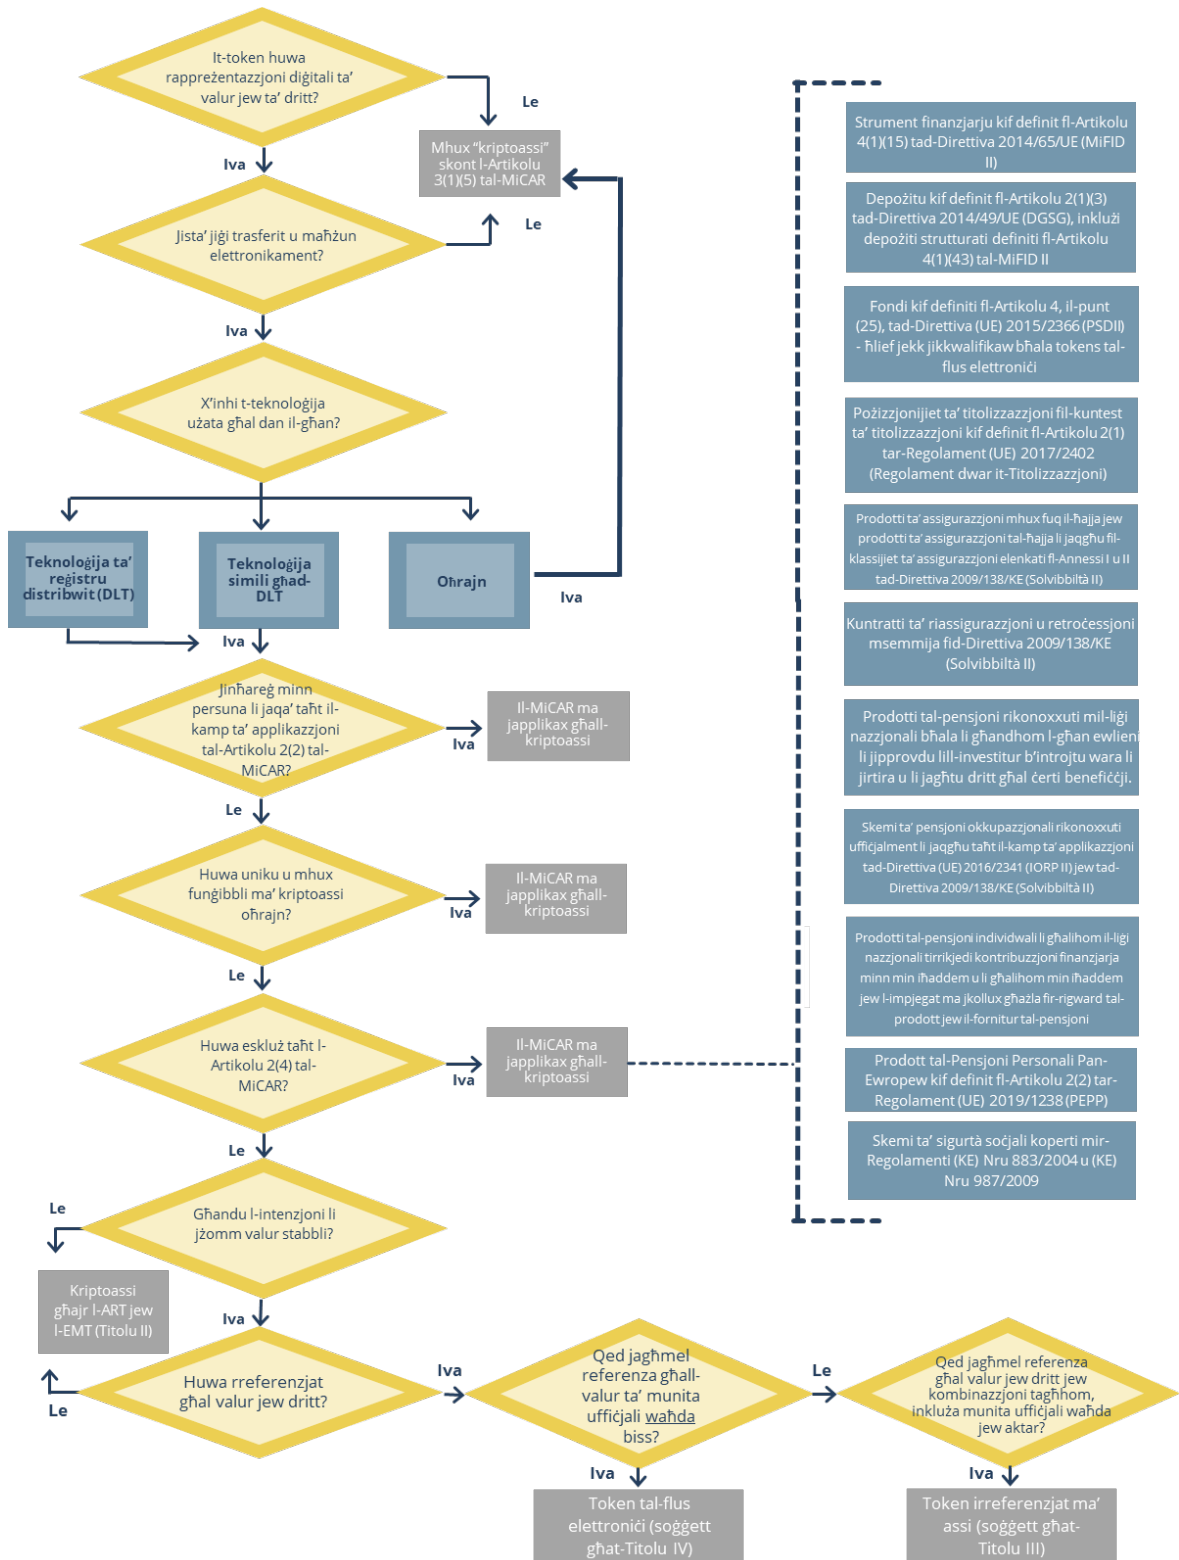 It-token huwa
rappreżentazzjoni diġitali ta’
valur jew ta’ dritt?
Le
Mhux “kriptoassi”
skont l-Artikolu
3(1)(5) tal-MiCAR
Iva
Jista’ jiġi trasferit u maħżun
elettronikament?
Le
Iva
X’inhi t-teknoloġija
użata għal dan il-għan?
Teknoloġija ta’
reġistru
distribwit (DLT)
Teknoloġija
simili għad-
DLT
Oħrajn
Iva
Iva
Jinħareġ minn
persuna li jaqa’ taħt il-
kamp ta’ applikazzjoni
tal-Artikolu 2(2) tal-
MiCAR?
Iva
Il-MiCAR ma
japplikax għall-
kriptoassi
Le
Huwa uniku u mhux
funġibbli ma’ kriptoassi
oħrajn?
Iva
Il-MiCAR ma
japplikax għall-
kriptoassi
Le
Huwa eskluż taħt l-
Artikolu 2(4) tal-
MiCAR?
Iva
Il-MiCAR ma
japplikax għall-
kriptoassi
Le
Għandu l-intenzjoni li
jżomm valur stabbli?
Le
Kriptoassi
għajr l-ART jew
l-EMT (Titolu II)
Iva
Huwa rreferenzjat
għal valur jew dritt?
Le
Iva
Qed jagħmel
referenza għall-
valur ta’ munita
uffiċjali waħda
biss?
Le
Qed jagħmel referenza
għal valur jew dritt jew
kombinazzjoni tagħhom,
inkluża munita uffiċjali waħda
jew aktar?
Iva
Token tal-flus
elettroniċi (soġġett
għat-Titolu IV)
Iva
Token irreferenzjat ma’
assi (soġġett għat-
Titolu III)
Strument finanzjarju kif definit fl-Artikolu
4(1)(15) tad-Direttiva 2014/65/UE (MiFID
II)
Depożitu kif definit fl-Artikolu 2(1)(3)
tad-Direttiva 2014/49/UE (DGSG), inklużi
depożiti strutturati definiti fl-Artikolu
4(1)(43) tal-MiFID II
Fondi kif definiti fl-Artikolu 4, il-punt
(25), tad-Direttiva (UE) 2015/2366 (PSDII)
- ħlief jekk jikkwalifikaw bħala tokens tal-
flus elettroniċi
Pożizzjonijiet ta’ titolizzazzjoni fil-kuntest
ta’ titolizzazzjoni kif definit fl-Artikolu 2(1)
tar-Regolament (UE) 2017/2402
(Regolament dwar it-Titolizzazzjoni)
Prodotti ta’ assigurazzjoni mhux fuq il-ħajja jew
prodotti ta’ assigurazzjoni tal-ħajja li jaqgħu fil-
klassijiet ta’ assigurazzjoni elenkati fl-Annessi I u II
tad-Direttiva 2009/138/KE (Solvibbiltà II)
Kuntratti ta’ riassigurazzjoni u retroċessjoni
msemmija fid-Direttiva 2009/138/KE
(Solvibbiltà II)
Prodotti tal-pensjoni rikonoxxuti mil-liġi
nazzjonali bħala li għandhom l-għan ewlieni
li jipprovdu lill-investitur b’introjtu wara li
jirtira u li jagħtu dritt għal ċerti benefiċċji.
Skemi ta’ pensjoni okkupazzjonali rikonoxxuti
uffiċjalment li jaqgħu taħt il-kamp ta’ applikazzjoni
tad-Direttiva (UE) 2016/2341 (IORP II) jew tad-
Direttiva 2009/138/KE (Solvibbiltà II)
Prodotti tal-pensjoni individwali li għalihom il-liġi
nazzjonali tirrikjedi kontribuzzjoni finanzjarja
minn min iħaddem u li għalihom min iħaddem
jew l-impjegat ma jkollux għażla fir-rigward tal-
prodott jew il-fornitur tal-pensjoni
Prodott tal-Pensjoni Personali Pan-
Ewropew kif definit fl-Artikolu 2(2) tar-
Regolament (UE) 2019/1238 (PEPP)
Skemi ta’ sigurtà soċjali koperti mir-
Regolamenti (KE) Nru 883/2004 u (KE)
Nru 987/2009